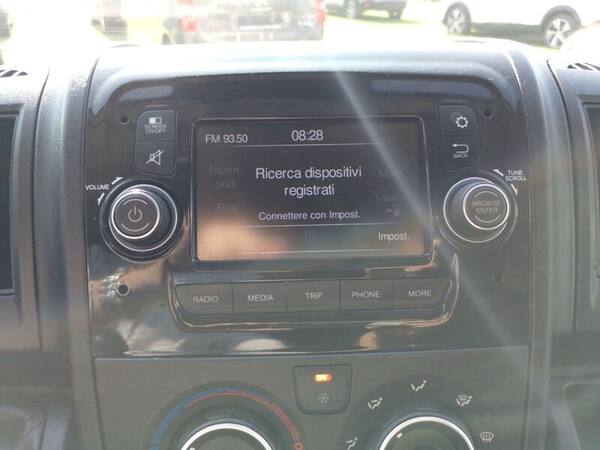 SCREEN
ON/OFF
FM 93.50
08:28
BACK
Ricerca dispositivi
registrati
Connettere con Impost.
Impost.
VOLUME
TUNE
SCROLL
BROWSE
ENTER
RADIO
MEDIA
TRIP
PHONE
MORE